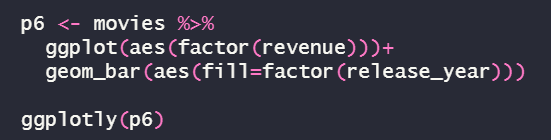 p6 <- movies %>%
ggplot(aes(factor(revenue)))+
geom_bar(aes(fill=factor(release_year)))
ggplotly(p6)